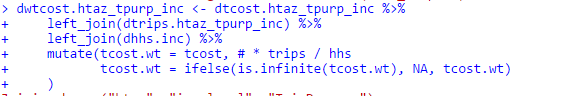 > dwtcost.htaz_tpurp_inc <- dtcost.htaz_tpurp_inc %>%
+     left_join(dtrips.htaz_tpurp_inc) %>%
+     left_join(dhhs.inc) %>%
+     mutate(tcost.wt = tcost, # * trips / hhs
+            tcost.wt = ifelse(is.infinite(tcost.wt), NA, tcost.wt)
+     )